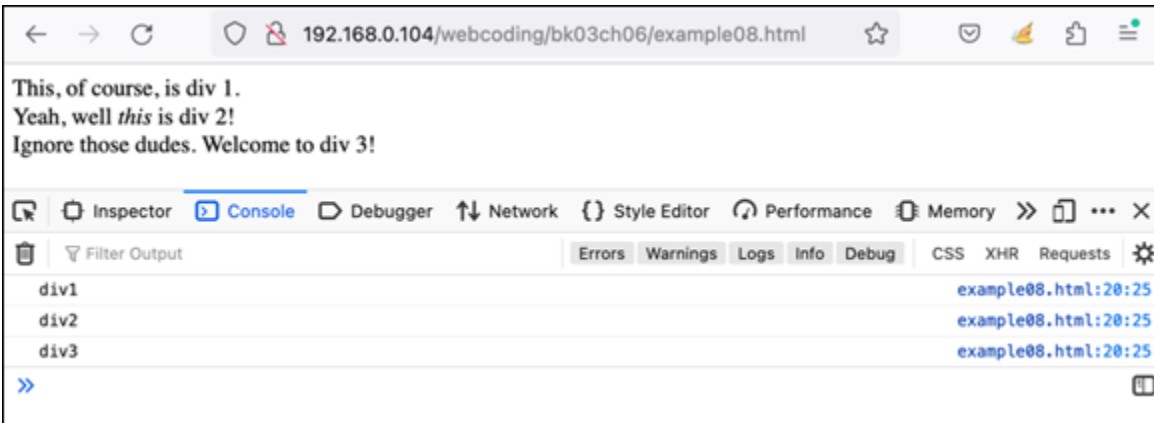 192.168.0.104/webcoding/bk03ch06/example08.html
This, of course, is div 1.
Yeah, well this is div 2!
Ignore those dudes. Welcome to div 3!
Inspector Console Debugger Network {} Style Editor Performance Memory
Filter Output Errors Warnings Logs Info Debug CSS XHR Requests
div1 example08.html:20:25
div2 example08.html:20:25
div3 example08.html:20:25